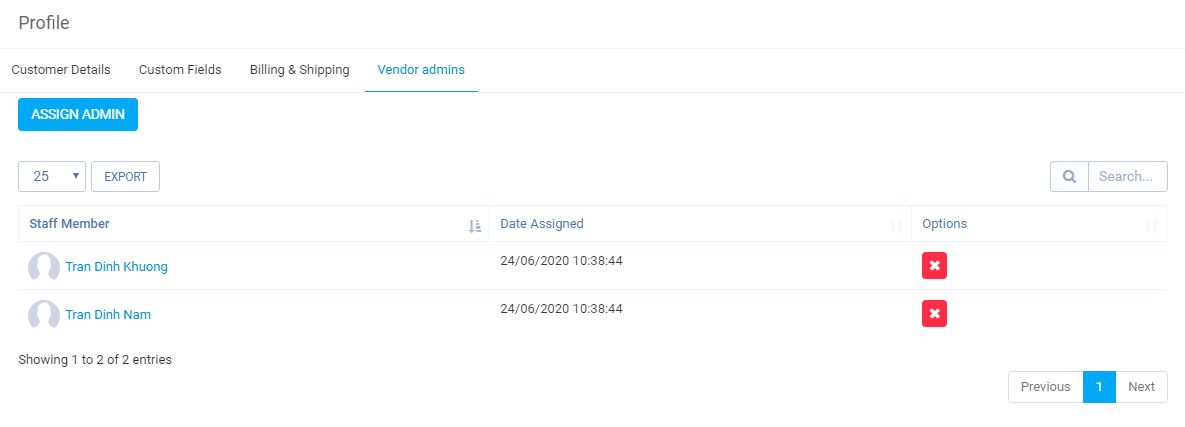 Profile
Customer Details Custom Fields Billing & Shipping Vendor admins
ASSIGN ADMIN
25 EXPORT Search...
Staff Member Date Assigned Options
Tran Dinh Khuong 24/06/2020 10:38:44
Tran Dinh Nam 24/06/2020 10:38:44
Showing 1 to 2 of 2 entries
Previous 1 Next